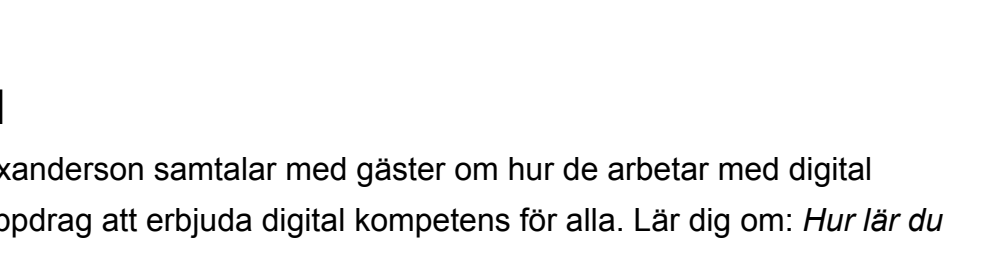 xanderson samtalar med gäster om hur de arbetar med digital
ppdrag att erbjuda digital kompetens för alla. Lär dig om: Hur lär du